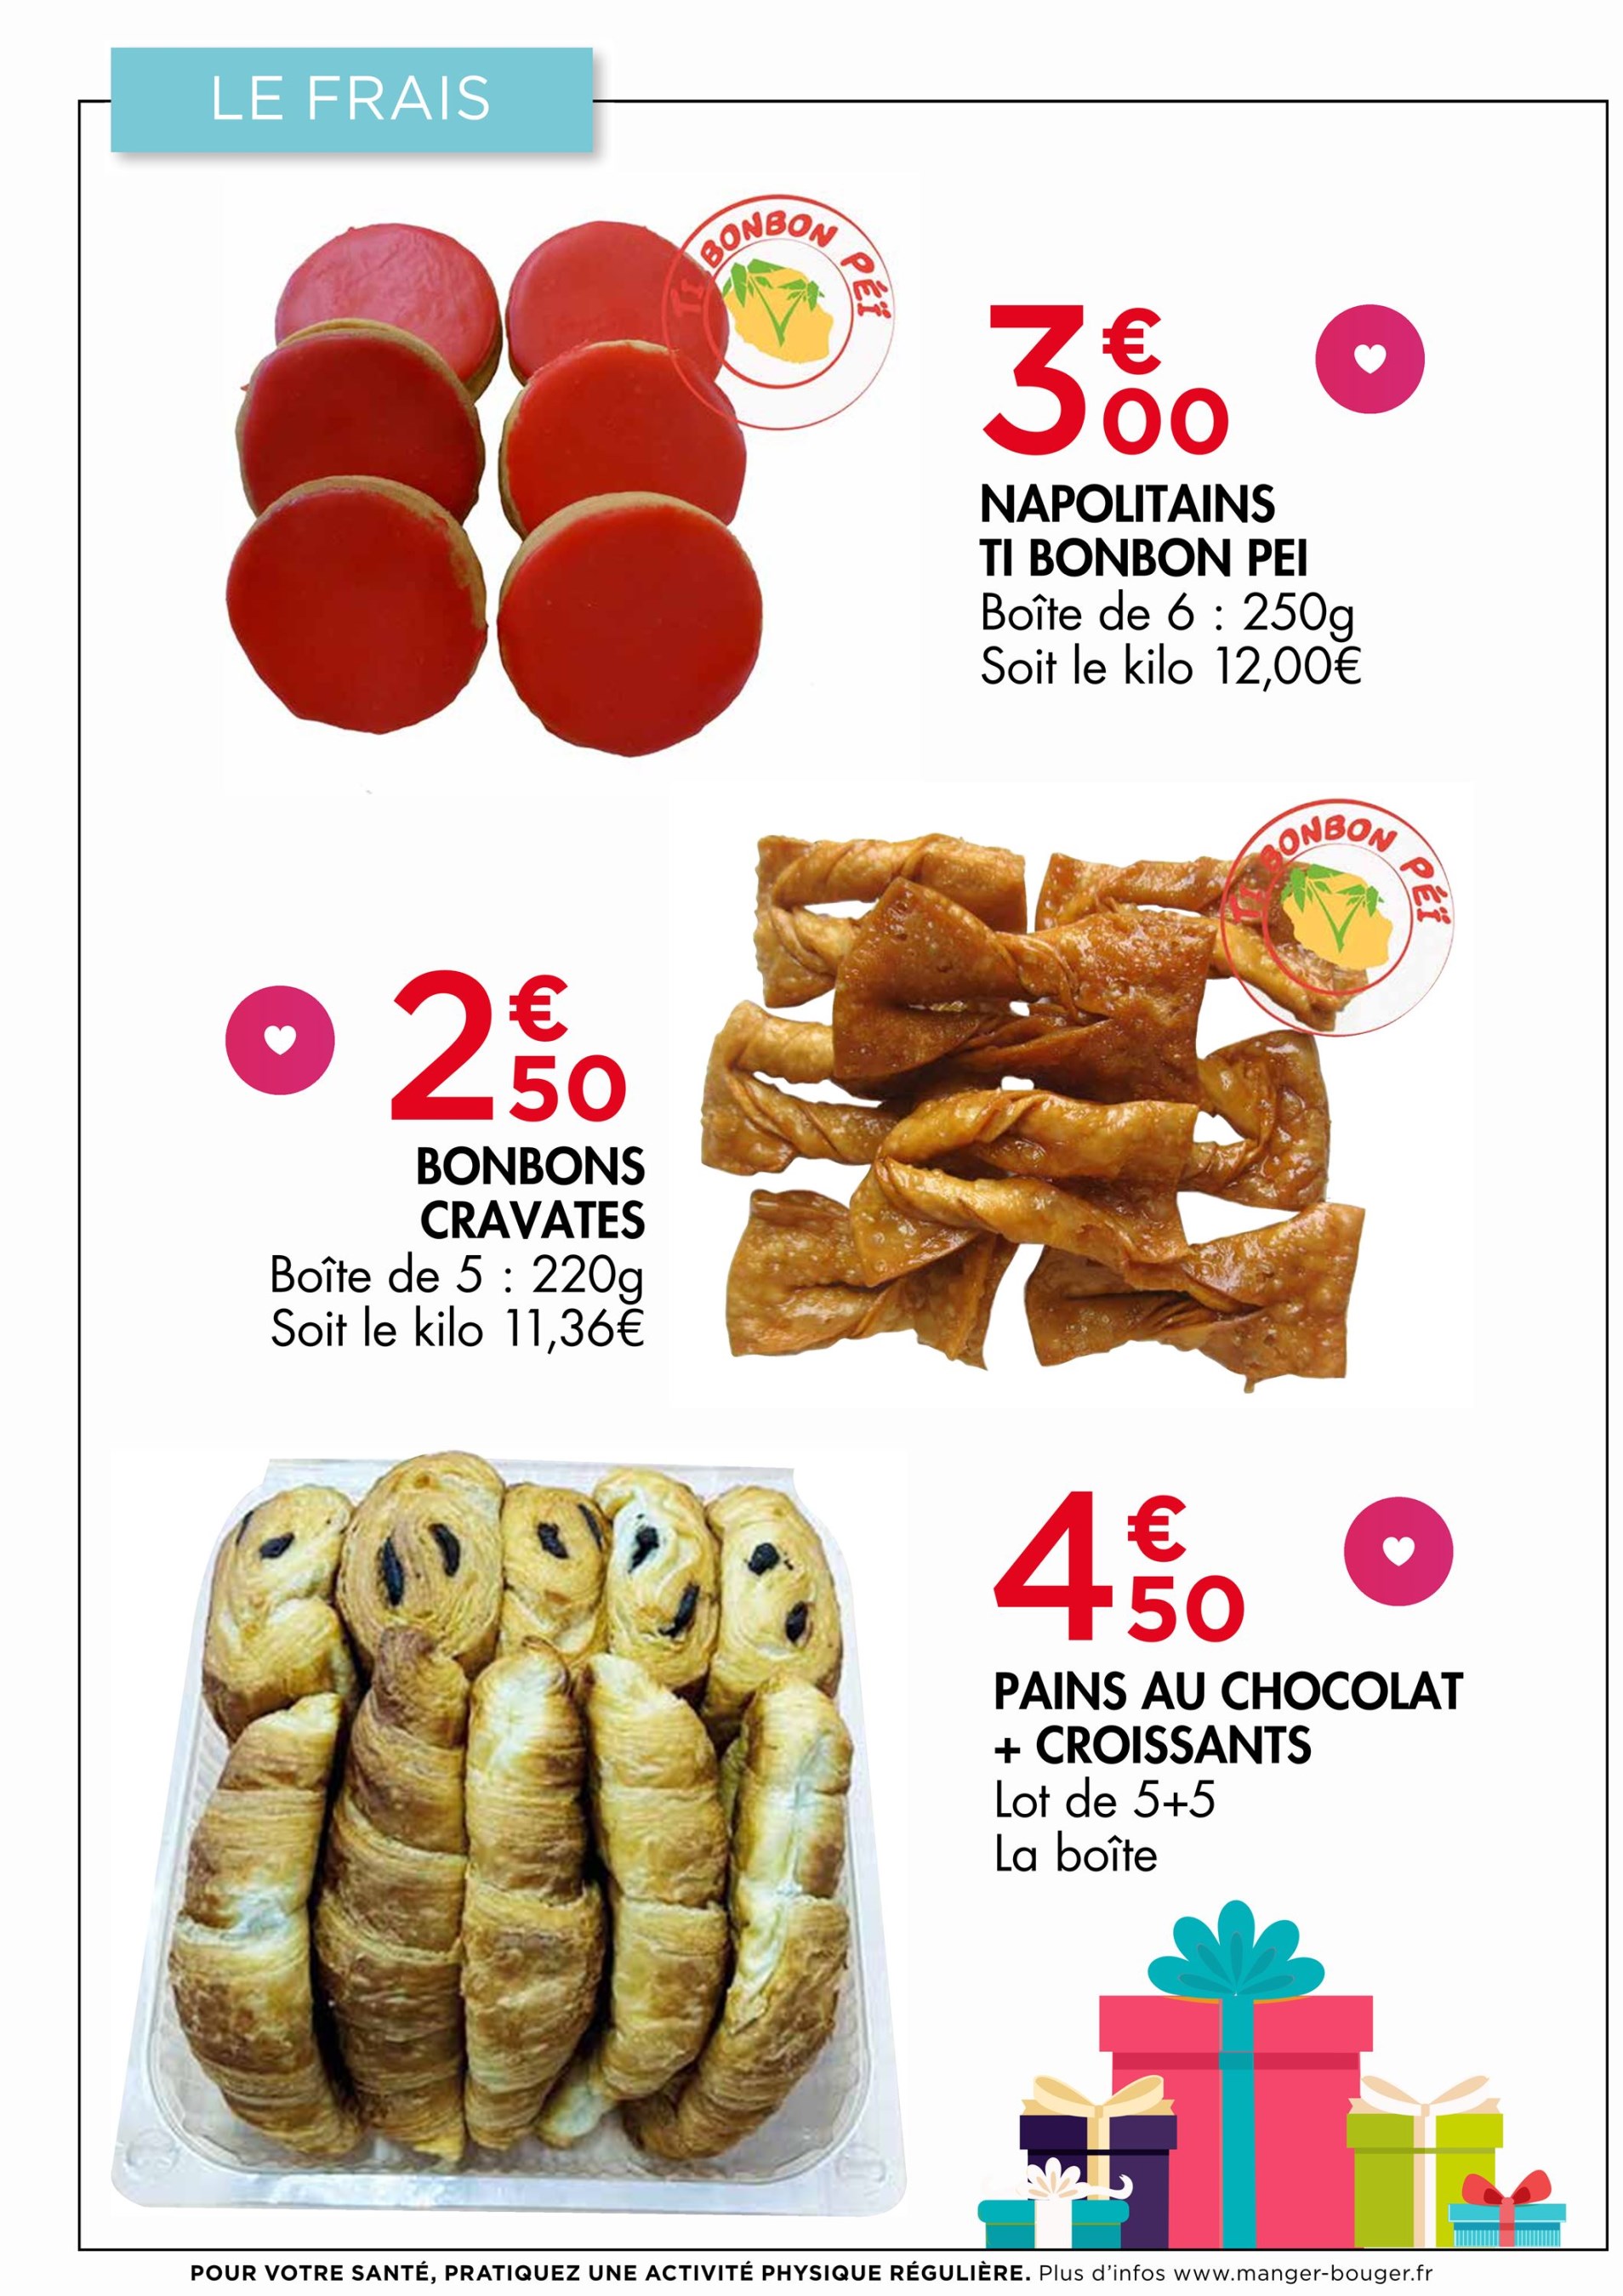 LE FRAIS
TI BONBON PÉÏ
3€00
NAPOLITAINS
TI BONBON PEI
Boîte de 6 : 250g
Soit le kilo 12,00€
TI BONBON PÉÏ
2€50
BONBONS
CRAVATES
Boîte de 5 : 220g
Soit le kilo 11,36€
4€50
PAINS AU CHOCOLAT
+ CROISSANTS
Lot de 5+5
La boîte
POUR VOTRE SANTÉ, PRATIQUEZ UNE ACTIVITÉ PHYSIQUE RÉGULIÈRE. Plus d'infos www.manger-bouger.fr